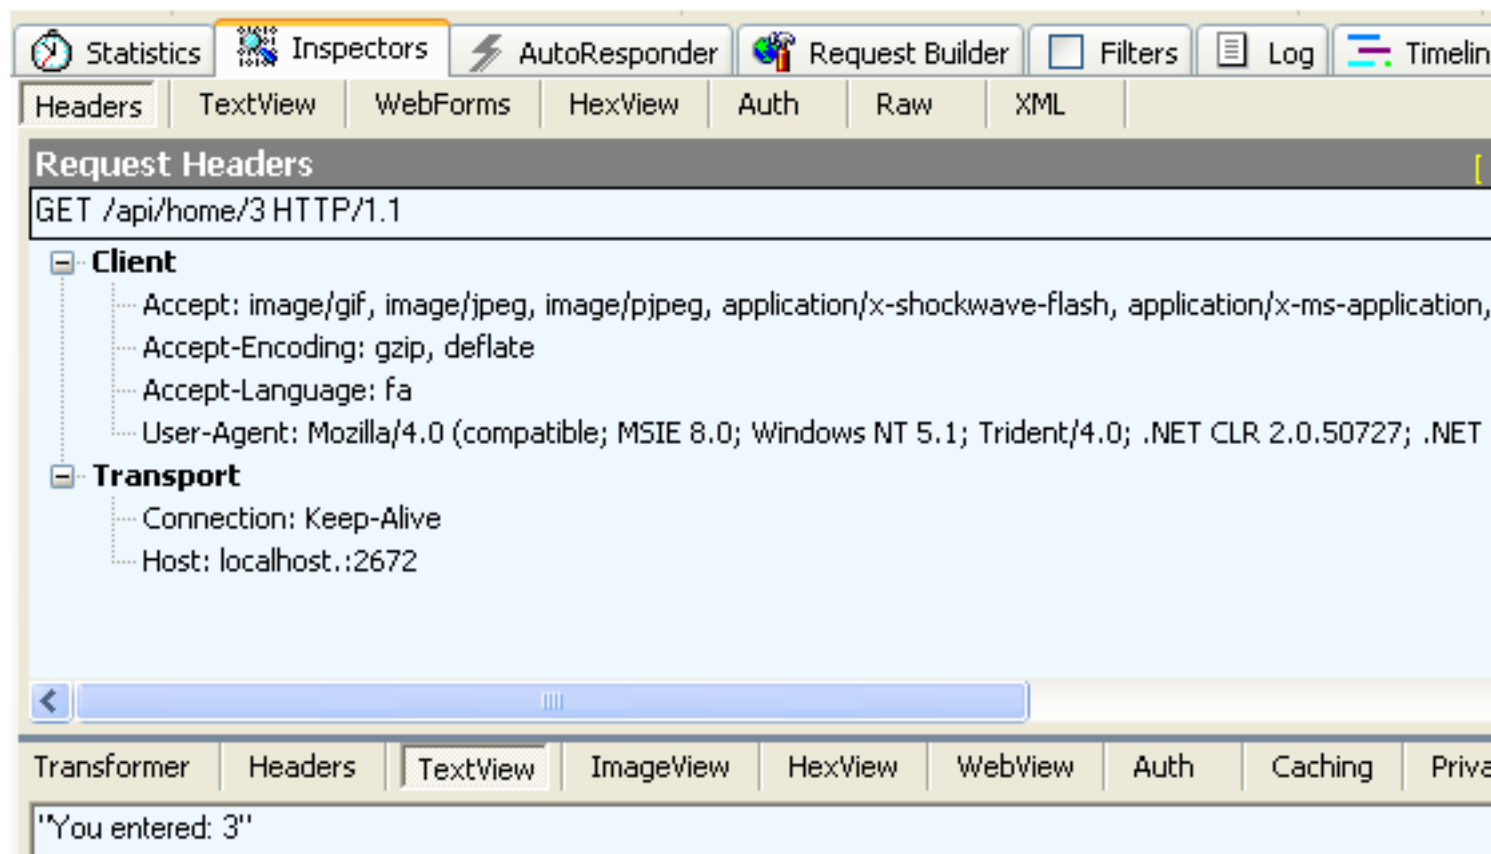 Statistics Inspectors AutoResponder Request Builder Filters Log Timelin
Headers TextView WebForms HexView Auth Raw XML
Request Headers [
GET /api/home/3 HTTP/1.1
Client
Accept: image/gif, image/jpeg, image/pjpeg, application/x-shockwave-flash, application/x-ms-application,
Accept-Encoding: gzip, deflate
Accept-Language: fa
User-Agent: Mozilla/4.0 (compatible; MSIE 8.0; Windows NT 5.1; Trident/4.0; .NET CLR 2.0.50727; .NET
Transport
Connection: Keep-Alive
Host: localhost.:2672
Transformer Headers TextView ImageView HexView WebView Auth Caching Priva
"You entered: 3"